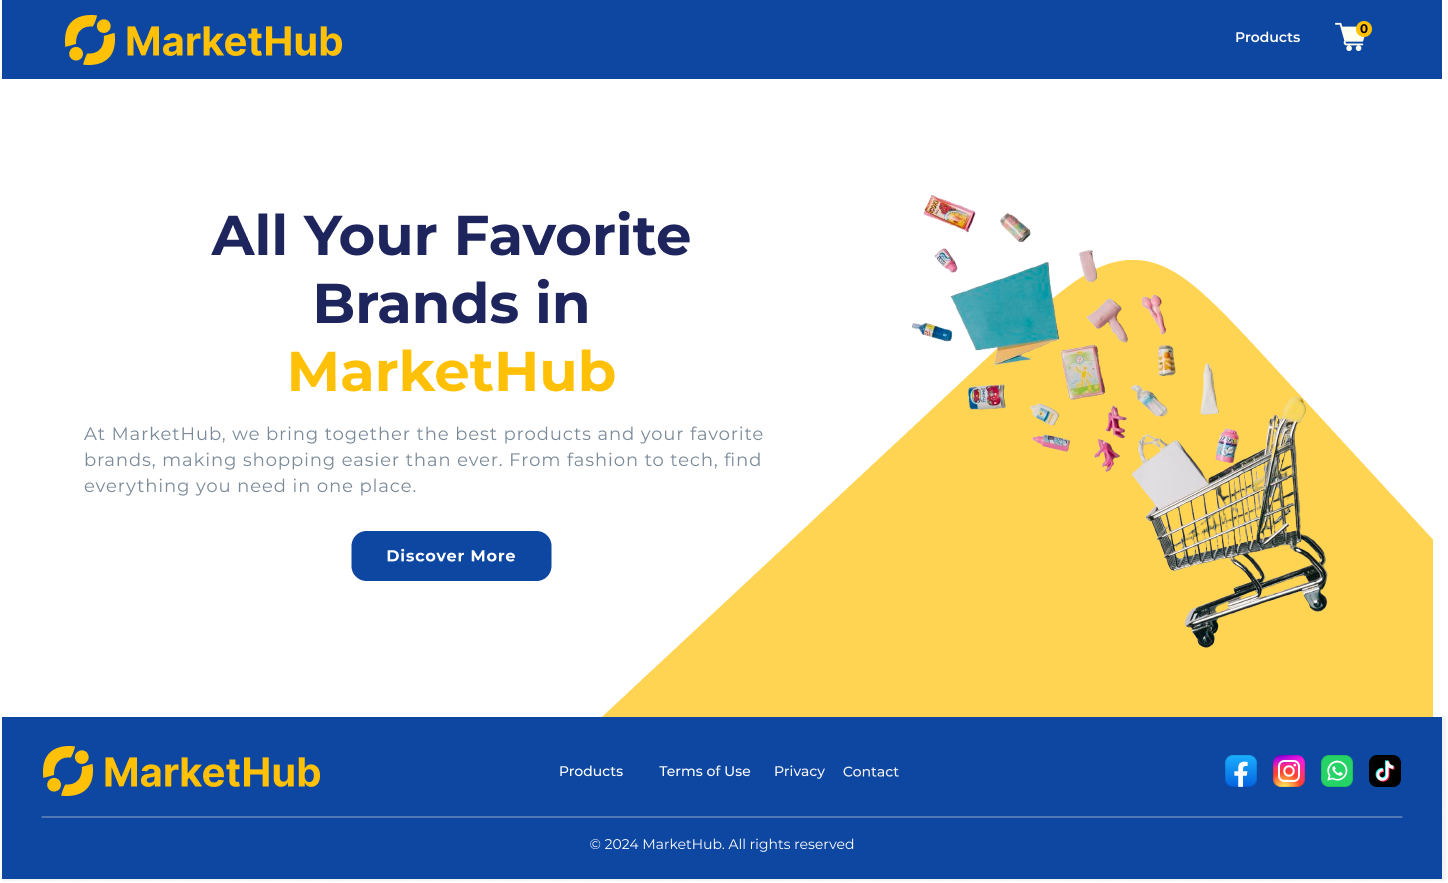 MarketHub
Products
0
All Your Favorite
Brands in
MarketHub
At MarketHub, we bring together the best products and your favorite
brands, making shopping easier than ever. From fashion to tech, find
everything you need in one place.
Discover More
MarketHub
Products Terms of Use Privacy Contact
© 2024 MarketHub. All rights reserved